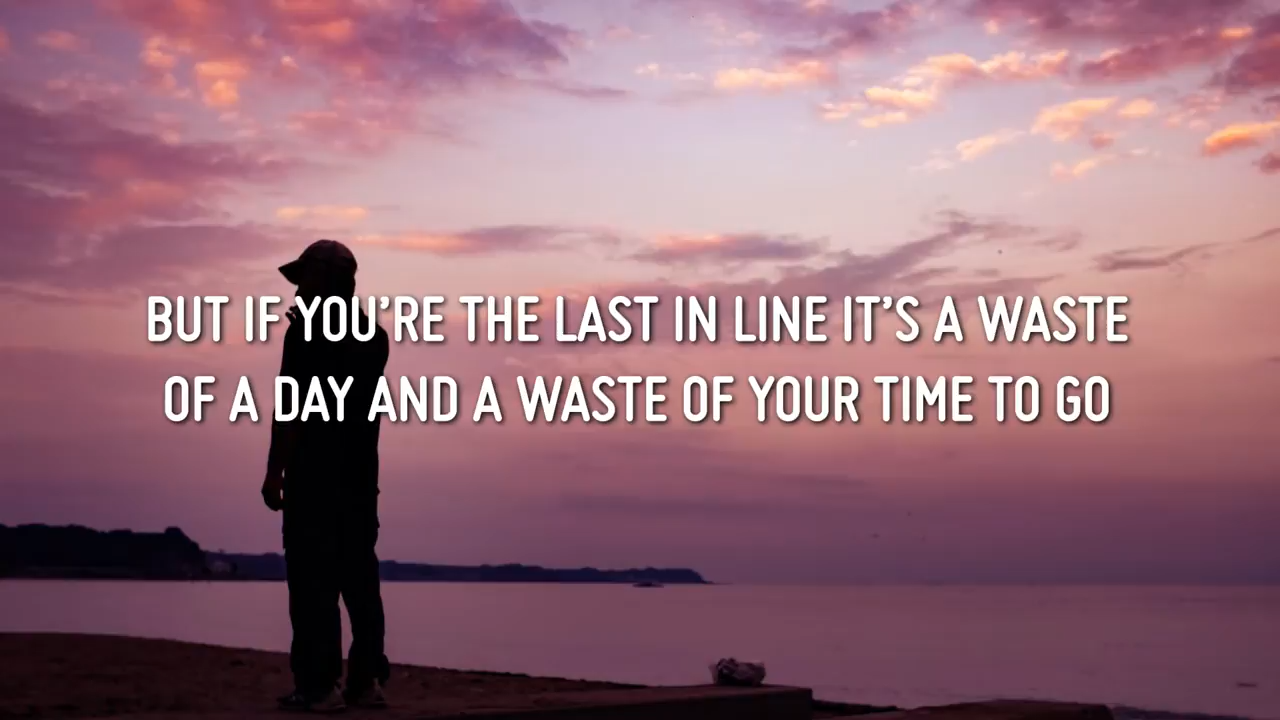 BUT IF YOU’RE THE LAST IN LINE IT’S A WASTE
OF A DAY AND A WASTE OF YOUR TIME TO GO